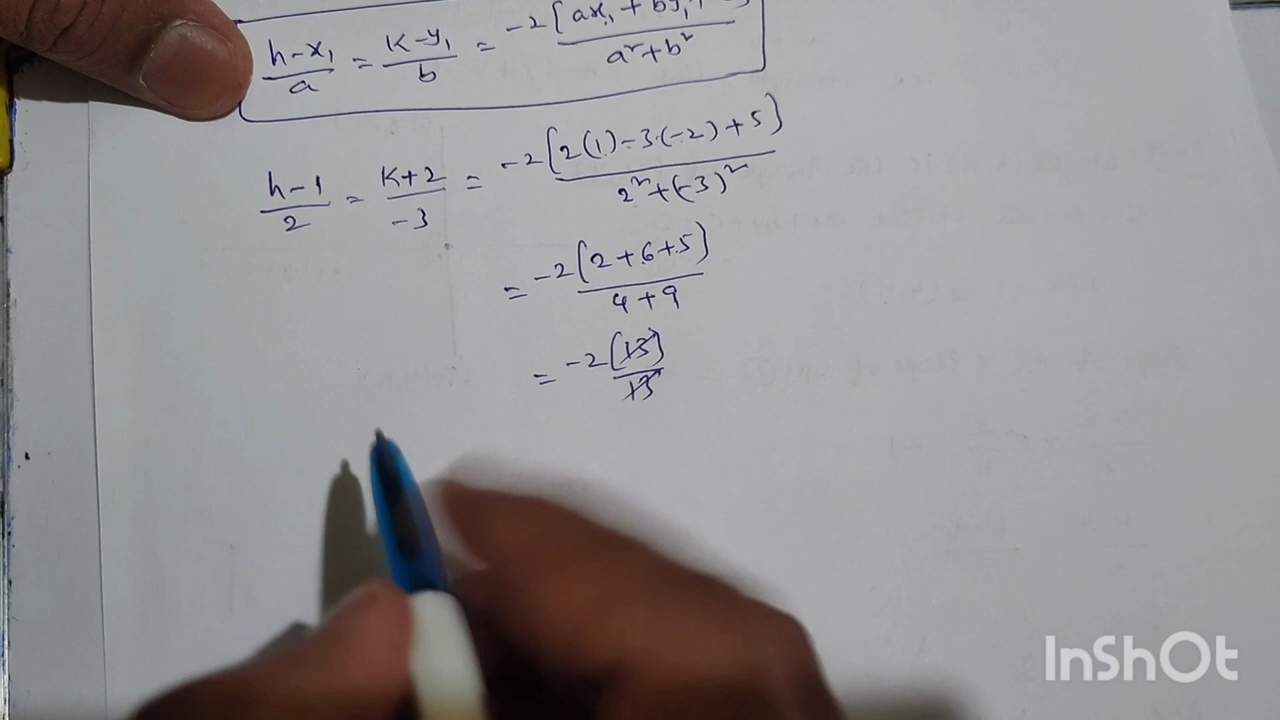 h-x₁/a = K-y₁/b = -2[ax₁ + by₁ + /a²+b²
h-1/2 = K+2/-3 = -2[2(1)-3(-2)+5]/2²+(-3)²
= -2(2+6+5)/4+9
= -2(13)/13
InShOt